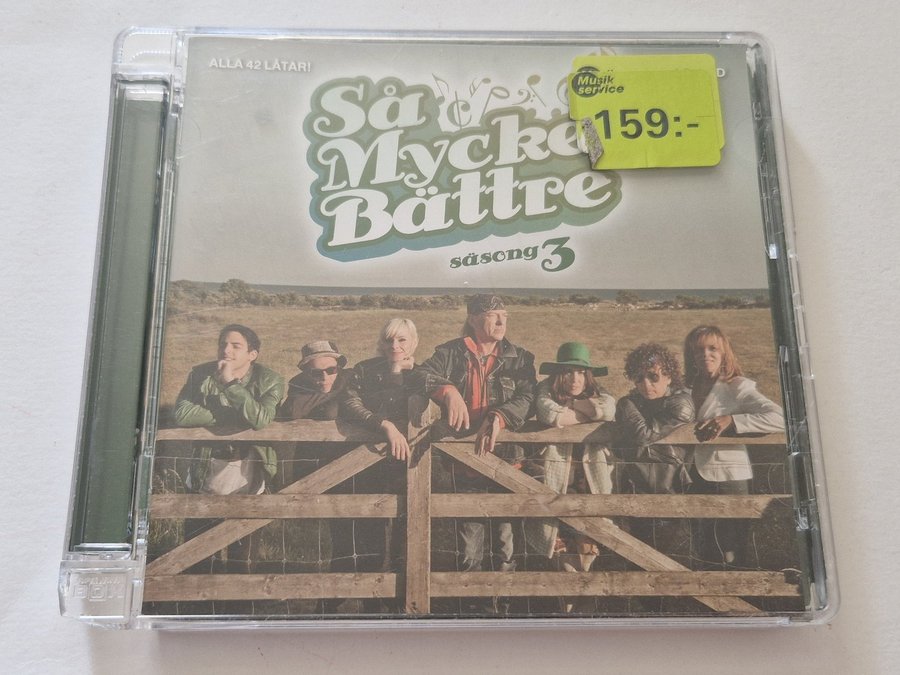 ALLA 42 LÅTAR!
Så
Mycke
Bättre
säsong 3
Musik
service
159:-